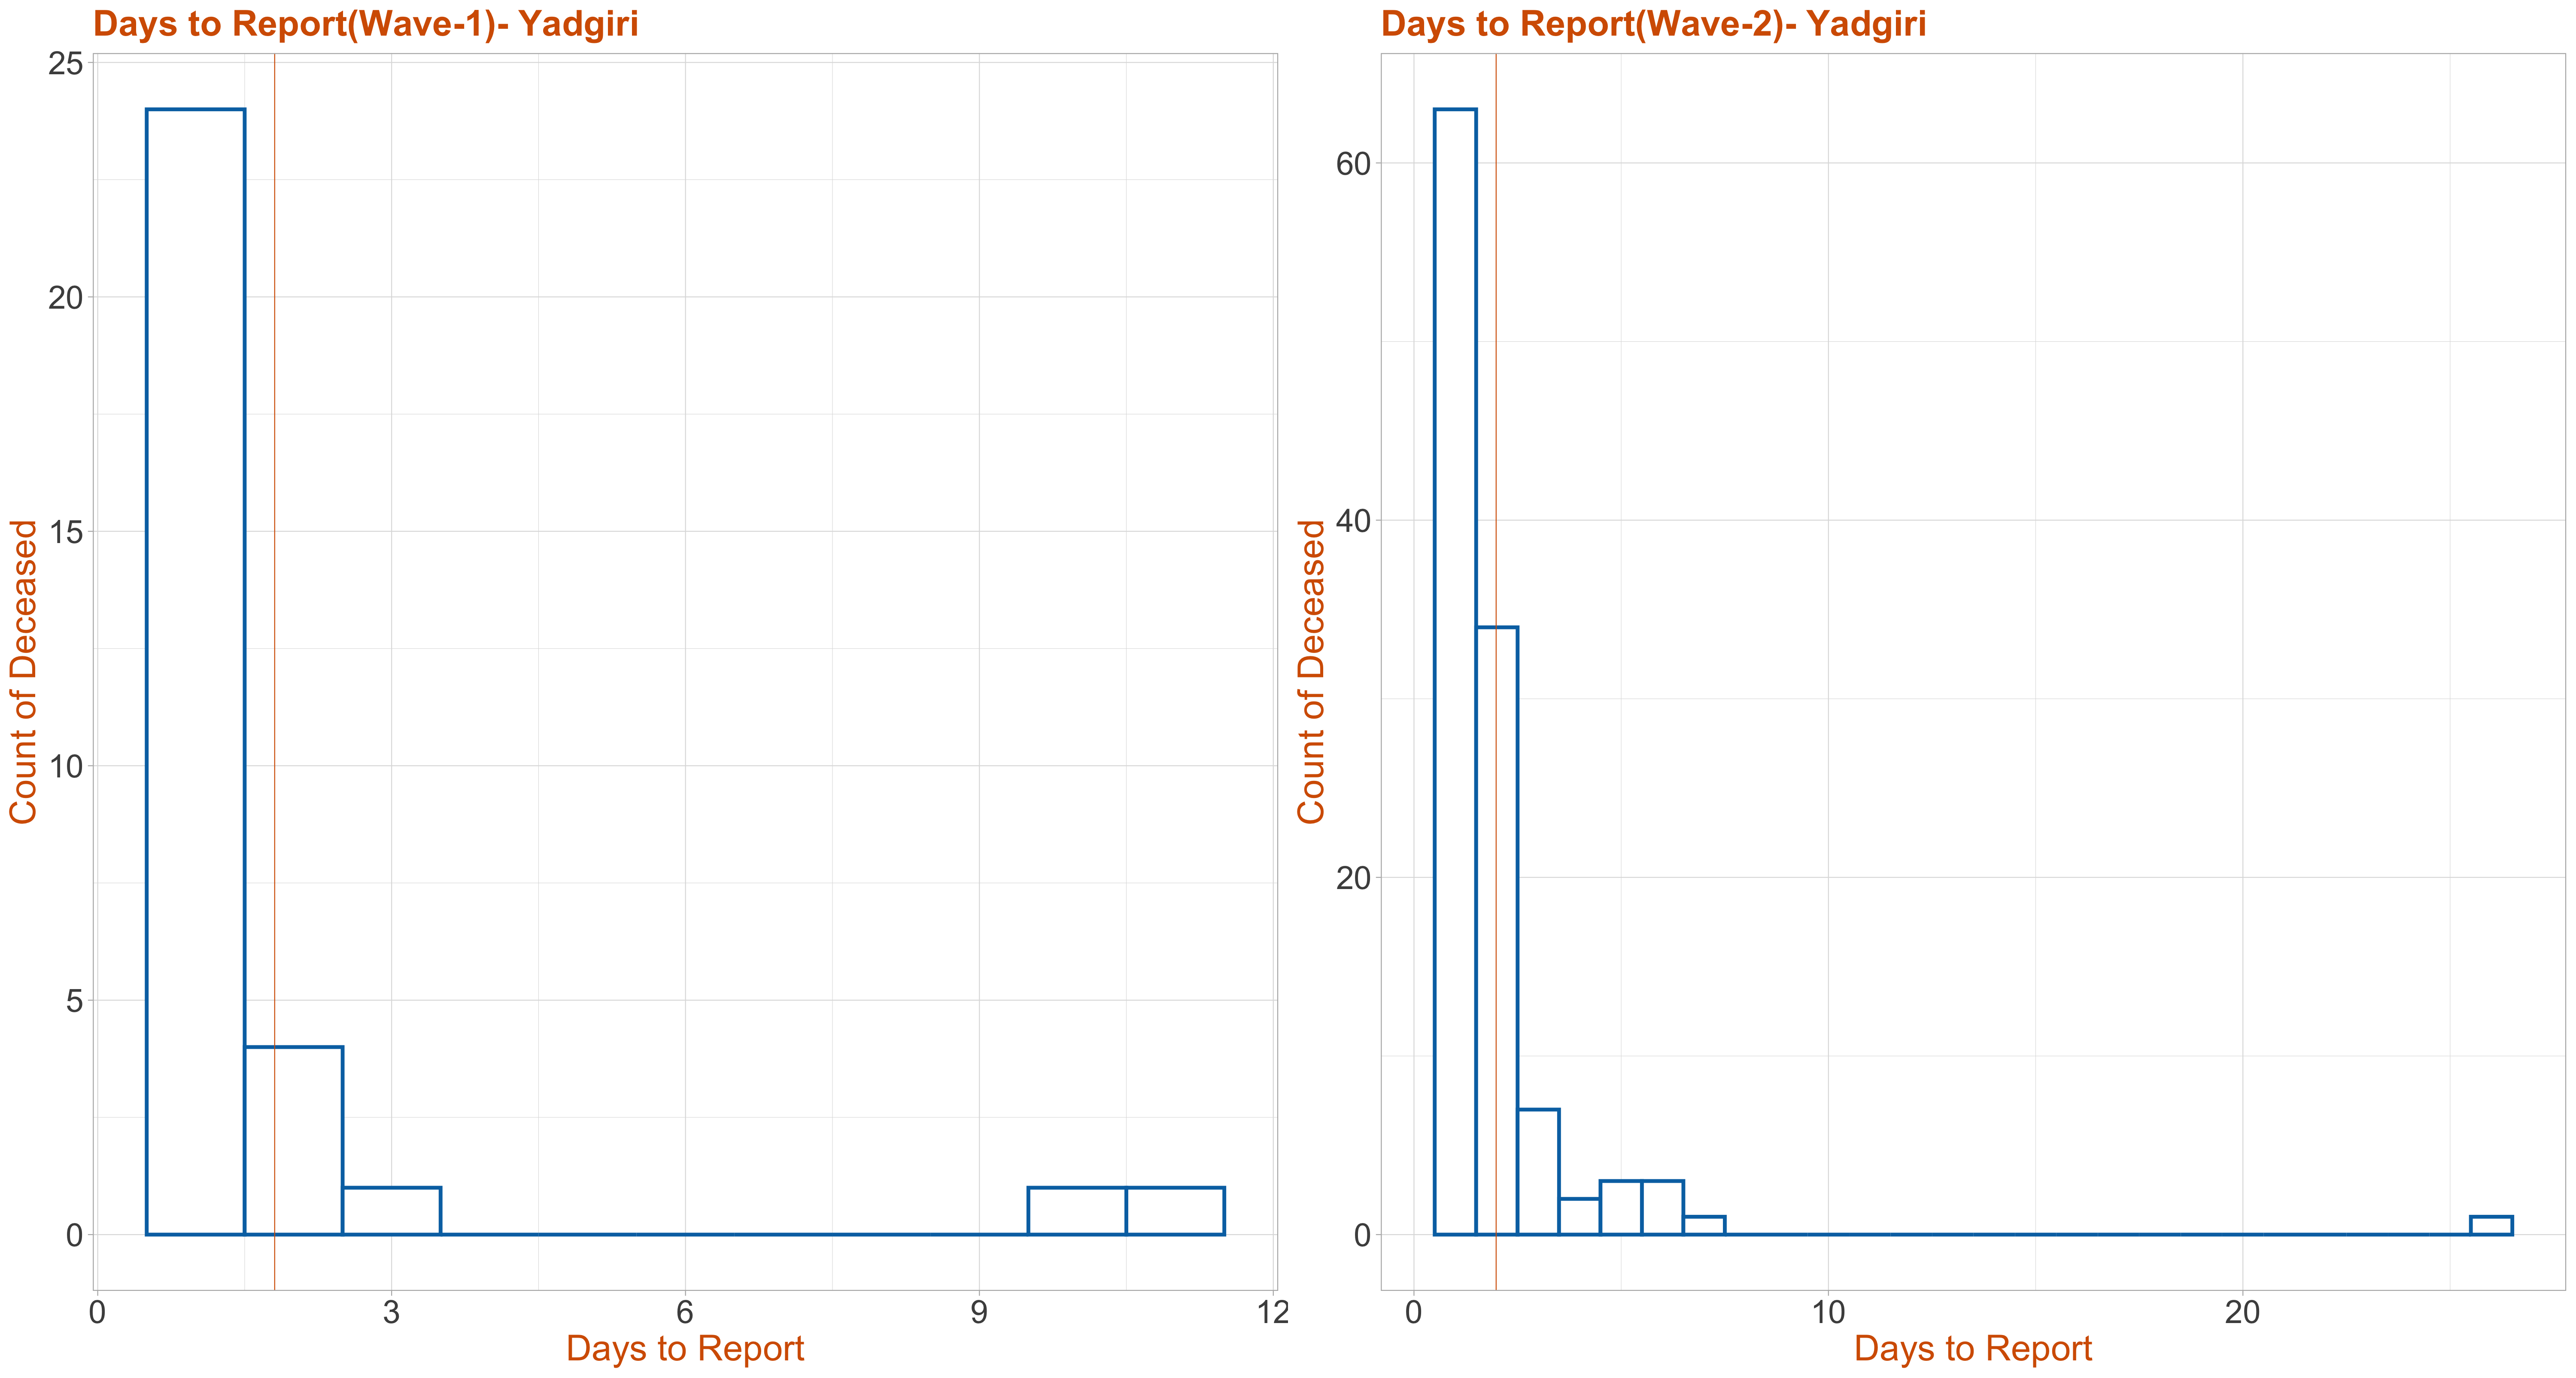 Days to Report(Wave-1)- Yadgiri
25
20
15
10
5
0
Count of Deceased
0 3 6 9 12
Days to Report
Days to Report(Wave-2)- Yadgiri
60
40
20
0
Count of Deceased
0 10 20
Days to Report